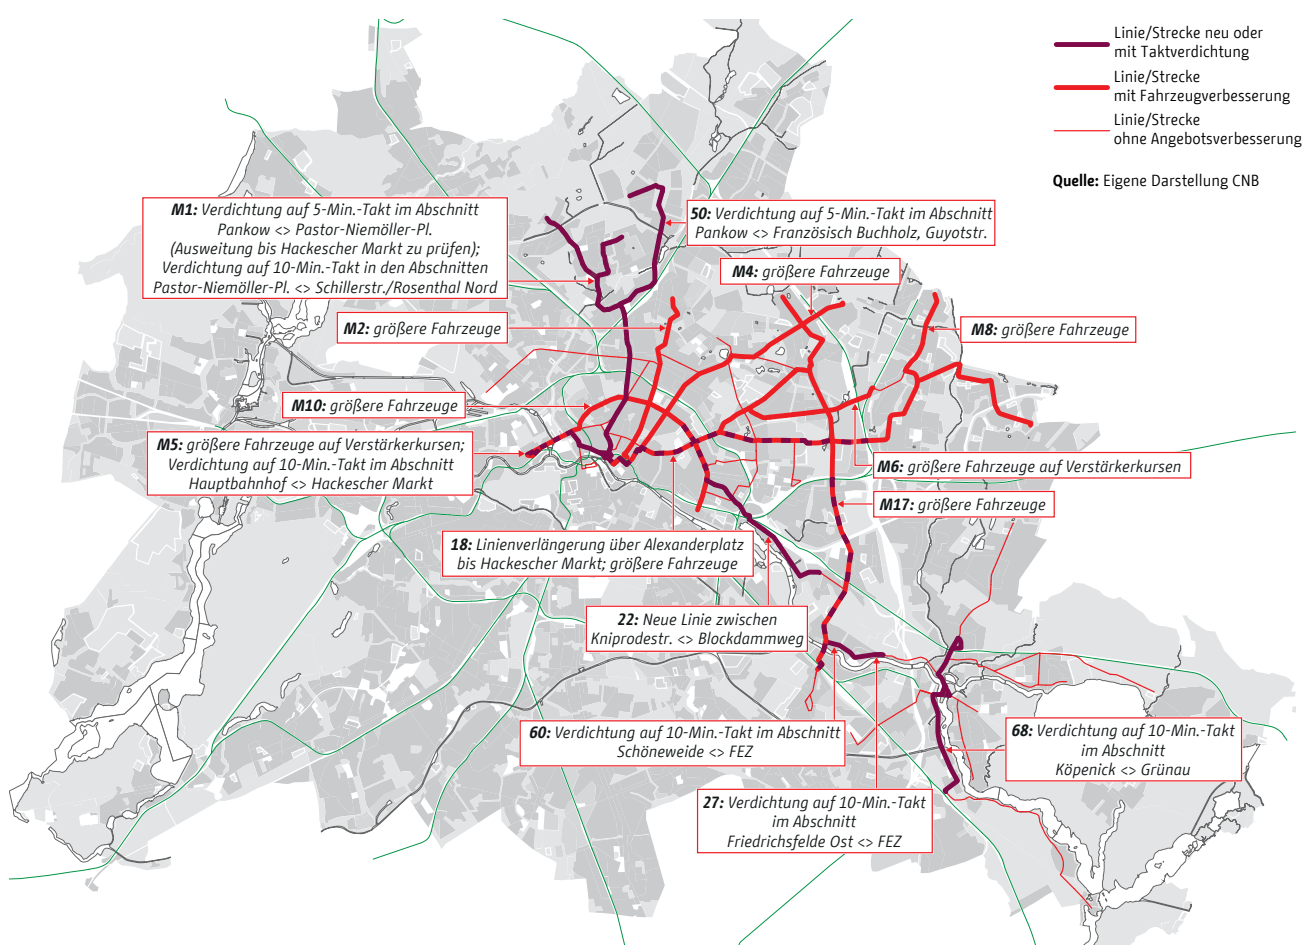 Linie/Strecke neu oder
mit Taktverdichtung
Linie/Strecke
mit Fahrzeugverbesserung
Linie/Strecke
ohne Angebotsverbesserung
Quelle: Eigene Darstellung CNB
M1: Verdichtung auf 5-Min.-Takt im Abschnitt
Pankow <> Pastor-Niemöller-Pl.
(Ausweitung bis Hackescher Markt zu prüfen);
Verdichtung auf 10-Min.-Takt in den Abschnitten
Pastor-Niemöller-Pl. <> Schillerstr./Rosenthal Nord
50: Verdichtung auf 5-Min.-Takt im Abschnitt
Pankow <> Französisch Buchholz, Guyotstr.
M4: größere Fahrzeuge
M2: größere Fahrzeuge
M8: größere Fahrzeuge
M10: größere Fahrzeuge
M5: größere Fahrzeuge auf Verstärkerkursen;
Verdichtung auf 10-Min.-Takt im Abschnitt
Hauptbahnhof <> Hackescher Markt
M6: größere Fahrzeuge auf Verstärkerkursen
M17: größere Fahrzeuge
18: Linienverlängerung über Alexanderplatz
bis Hackescher Markt; größere Fahrzeuge
22: Neue Linie zwischen
Kniprodestr. <> Blockdammweg
60: Verdichtung auf 10-Min.-Takt im Abschnitt
Schöneweide <> FEZ
68: Verdichtung auf 10-Min.-Takt
im Abschnitt
Köpenick <> Grünau
27: Verdichtung auf 10-Min.-Takt
im Abschnitt
Friedrichsfelde Ost <> FEZ